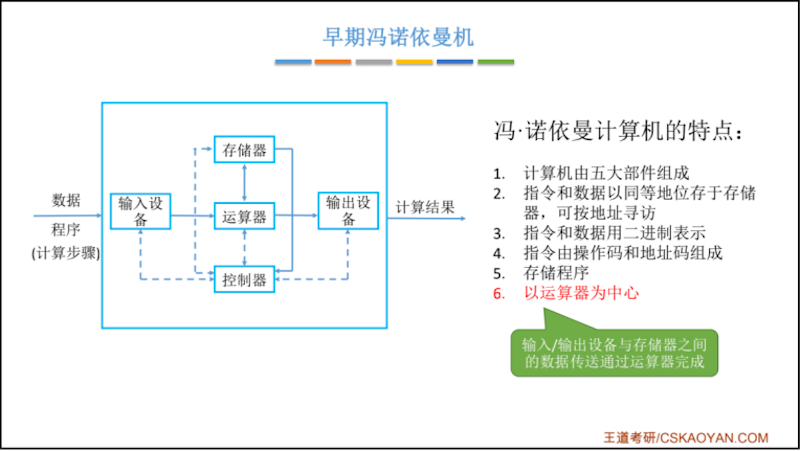 早期冯诺依曼机
数据
程序
(计算步骤)
输入设
备
存储器
运算器
控制器
输出设
备
计算结果
冯·诺依曼计算机的特点：
1. 计算机由五大部件组成
2. 指令和数据以同等地位存于存储
器，可按地址寻访
3. 指令和数据用二进制表示
4. 指令由操作码和地址码组成
5. 存储程序
6. 以运算器为中心
输入/输出设备与存储器之间
的数据传送通过运算器完成
王道考研/CSKAOYAN.COM